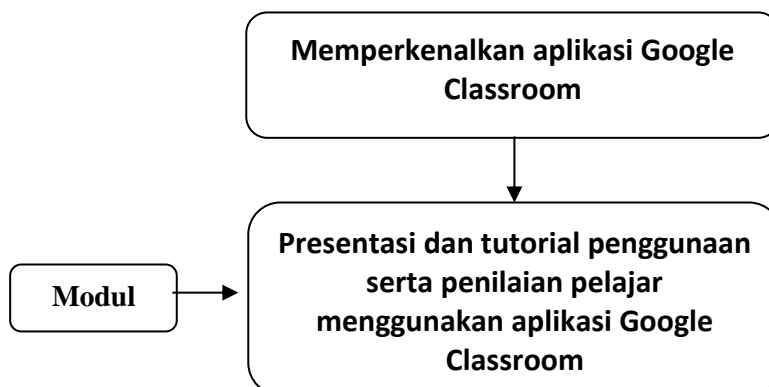 Memperkenalkan aplikasi Google
Classroom
Presentasi dan tutorial penggunaan
serta penilaian pelajar
menggunakan aplikasi Google
Classroom
Modul